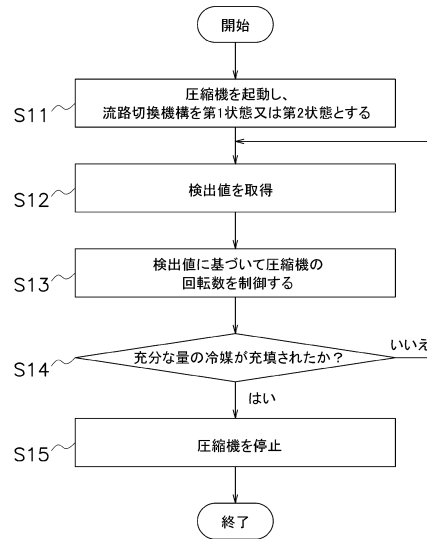 開始
S11
圧縮機を起動し、
流路切換機構を第1状態又は第2状態とする
S12
検出値を取得
S13
検出値に基づいて圧縮機の
回転数を制御する
S14
充分な量の冷媒が充填されたか？
いいえ
はい
S15
圧縮機を停止
終了